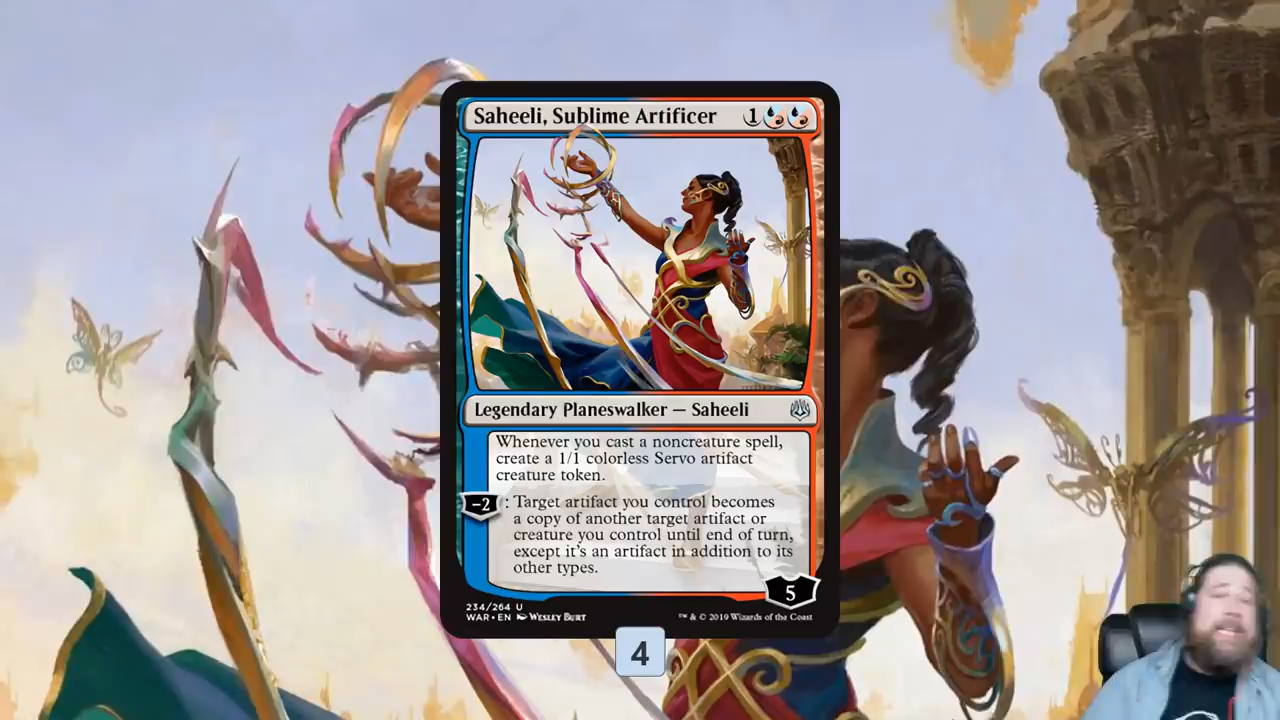 Saheeli, Sublime Artificer 1
Legendary Planeswalker — Saheeli
Whenever you cast a noncreature spell,
create a 1/1 colorless Servo artifact
creature token.
−2 : Target artifact you control becomes
a copy of another target artifact or
creature you control until end of turn,
except it's an artifact in addition to its
other types.
5
234/264 U
WAR • EN Wesley Burt ™ & © 2019 Wizards of the Coast
4